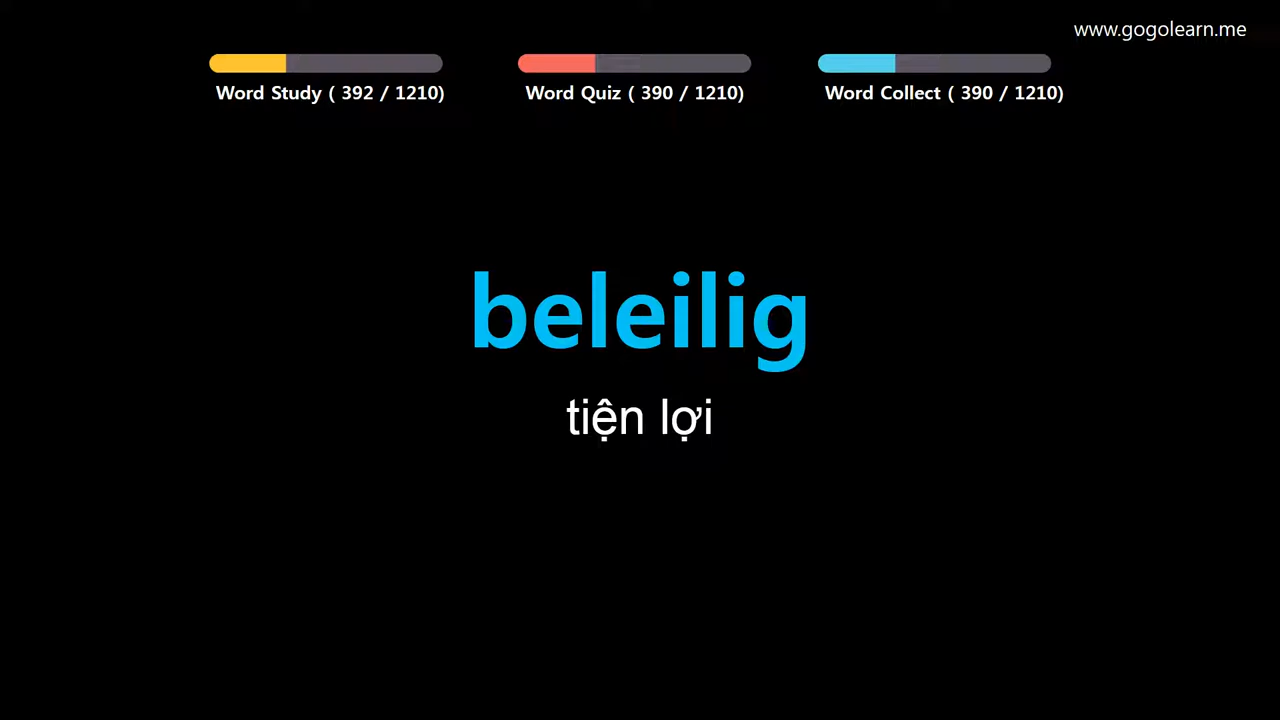 www.gogolearn.me
Word Study ( 392 / 1210)
Word Quiz ( 390 / 1210)
Word Collect ( 390 / 1210)
beleilig
tiện lợi